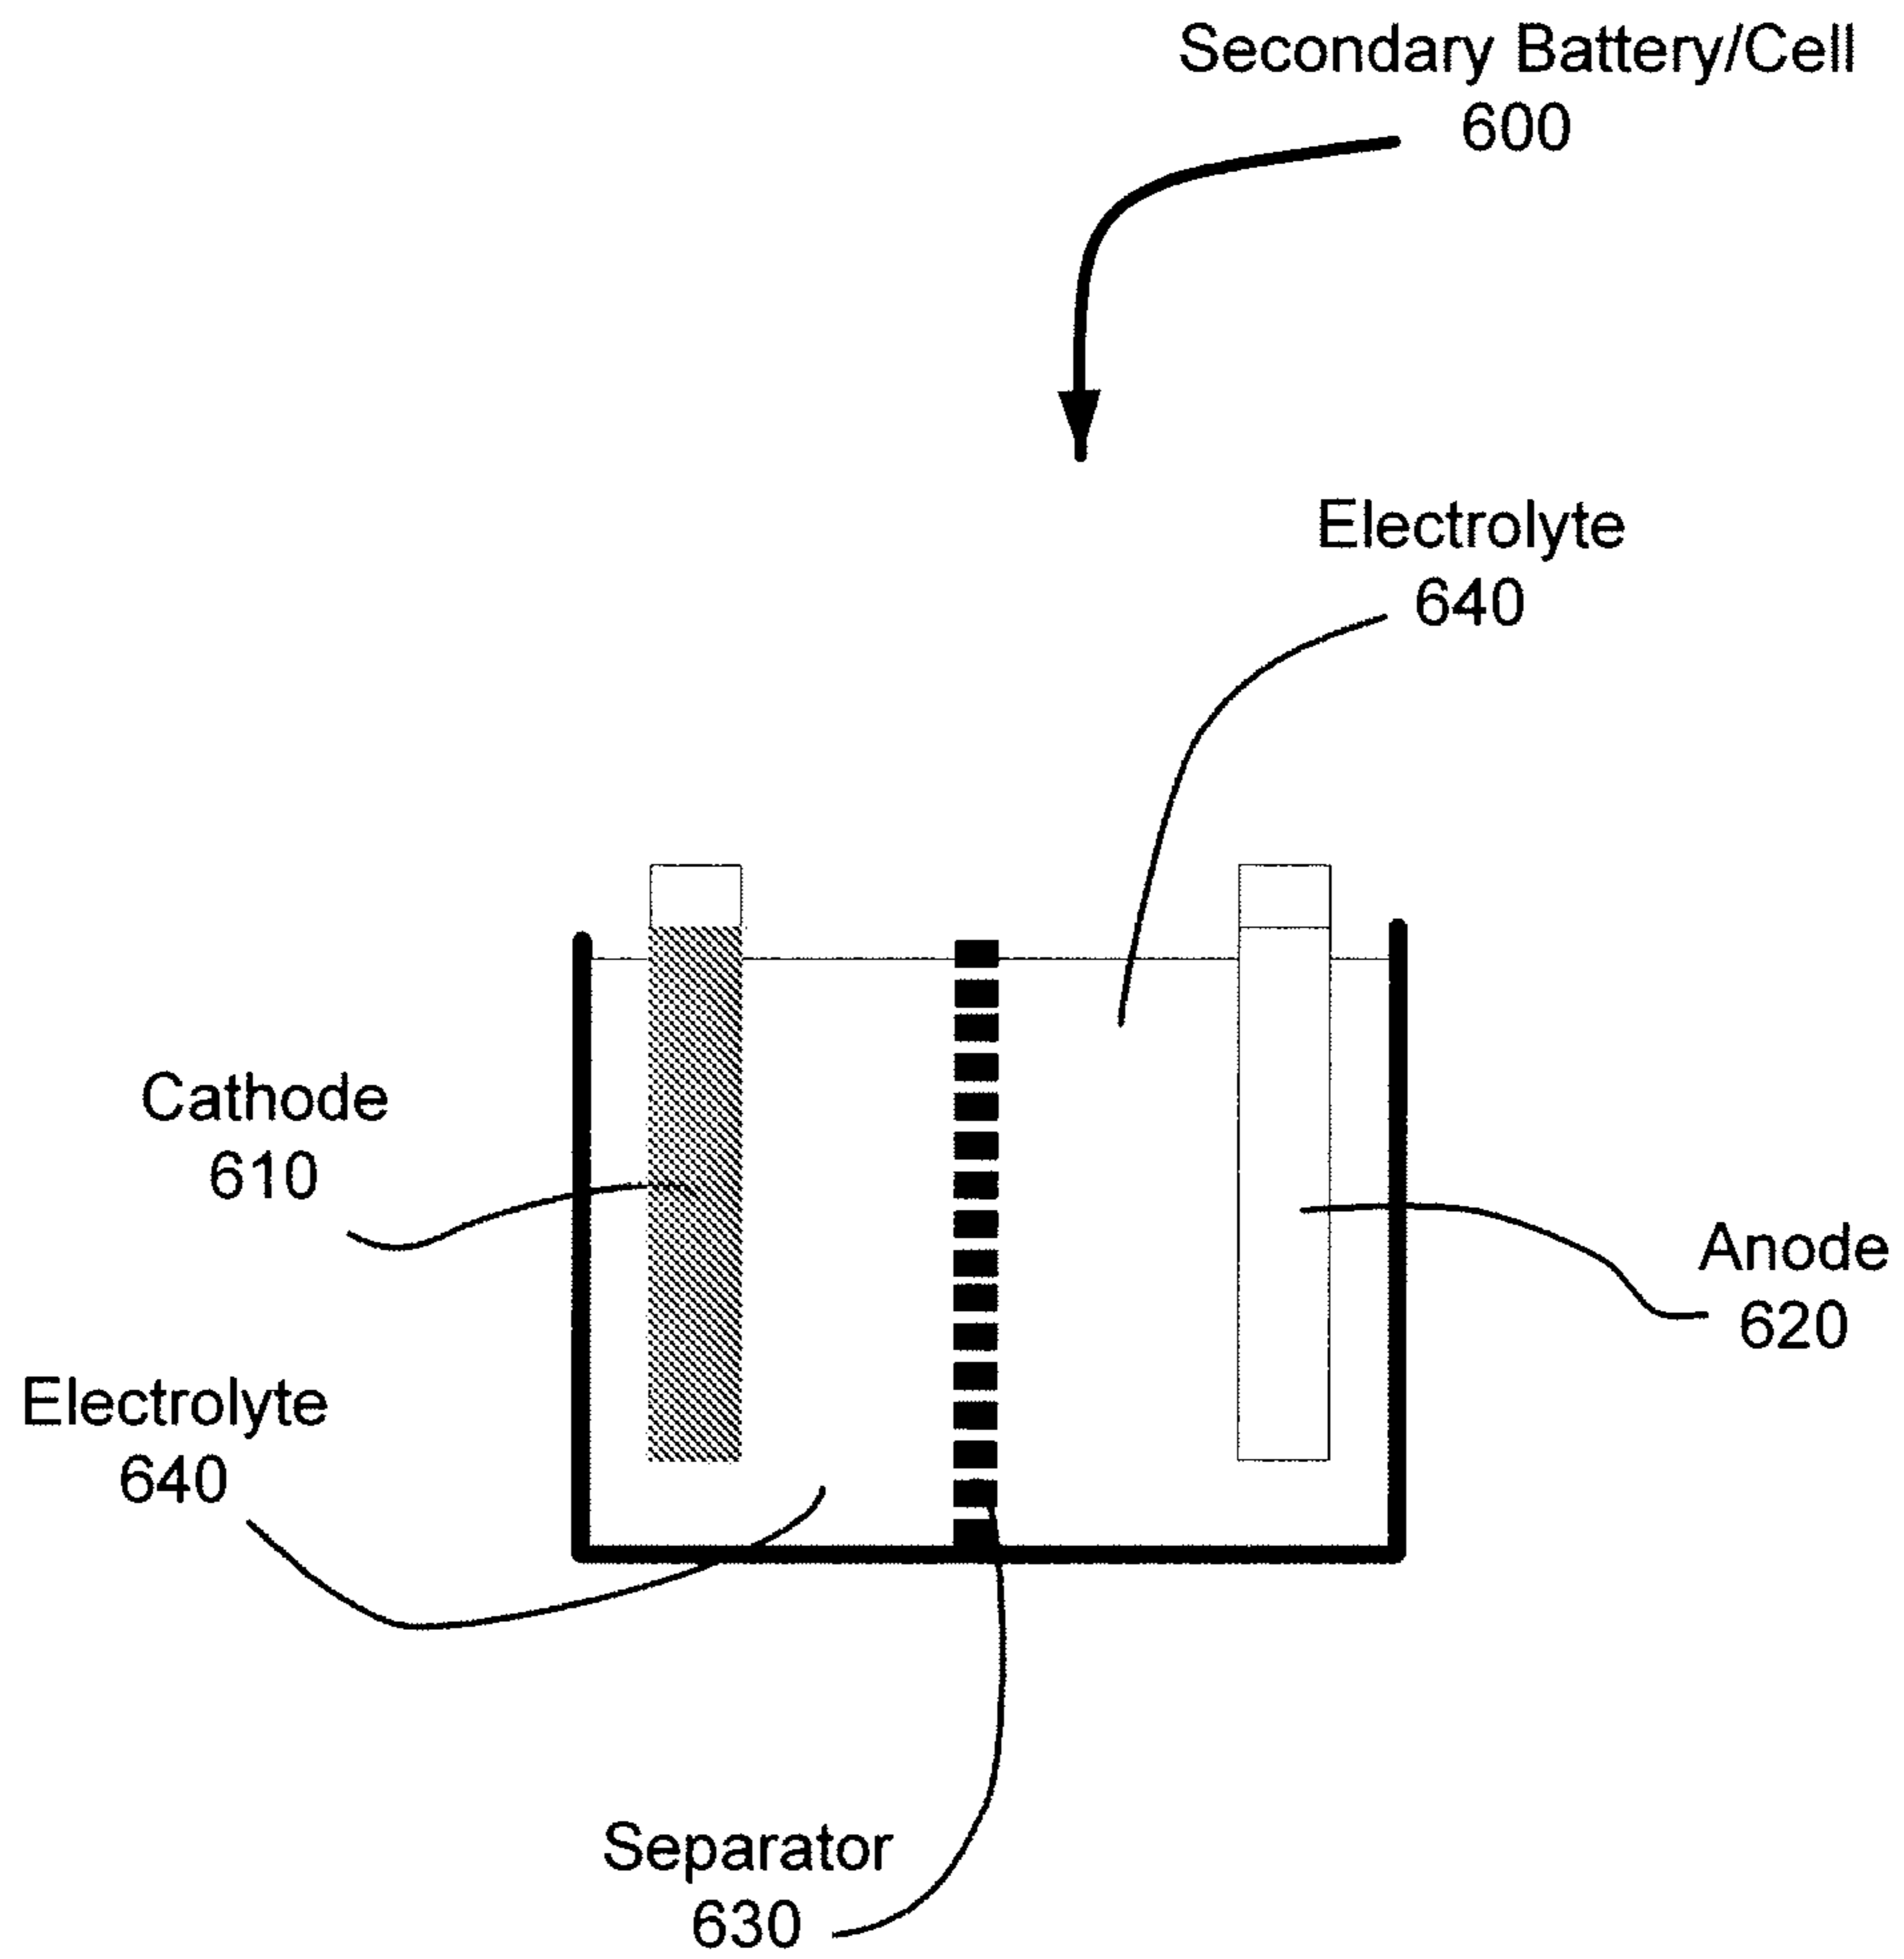 Secondary Battery/Cell
600
Electrolyte
640
Cathode
610
Anode
620
Electrolyte
640
Separator
630